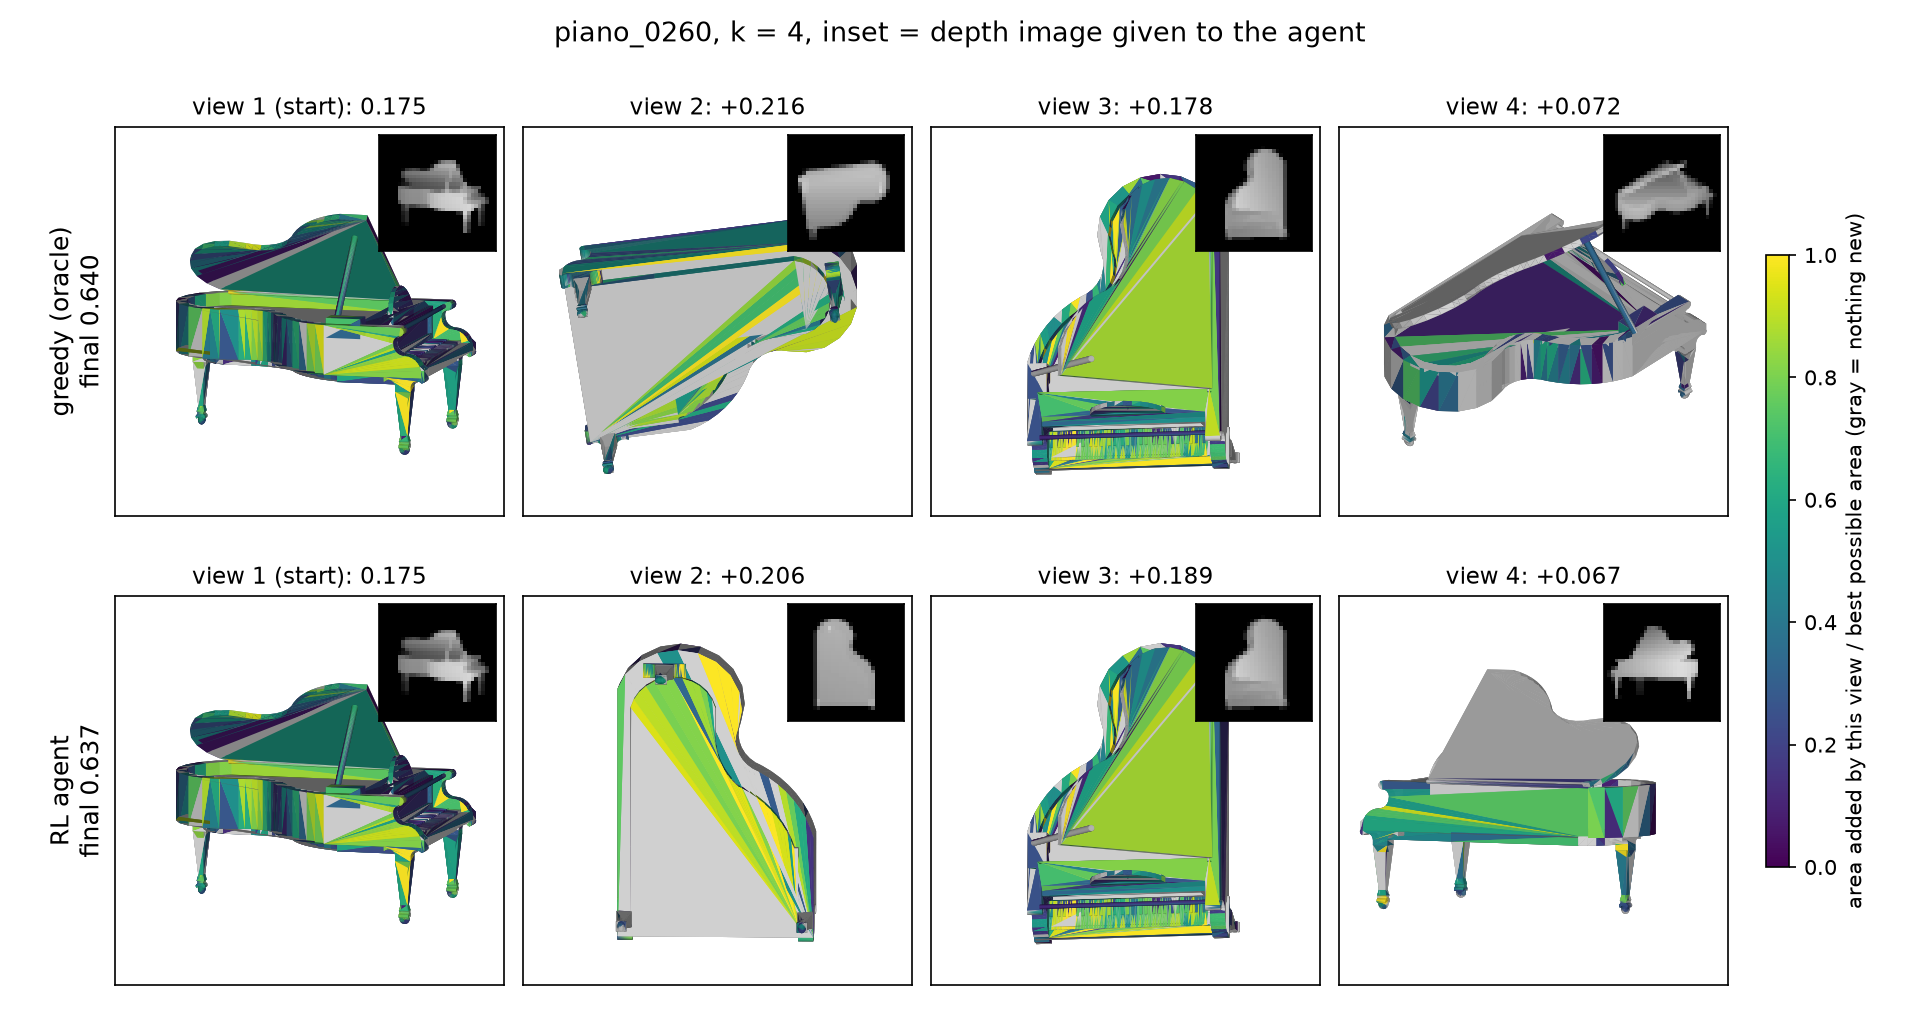 piano_0260, k = 4, inset = depth image given to the agent
greedy (oracle)
final 0.640
view 1 (start): 0.175
view 2: +0.216
view 3: +0.178
view 4: +0.072
RL agent
final 0.637
view 1 (start): 0.175
view 2: +0.206
view 3: +0.189
view 4: +0.067
1.0
0.8
0.6
0.4
0.2
0.0
area added by this view / best possible area (gray = nothing new)